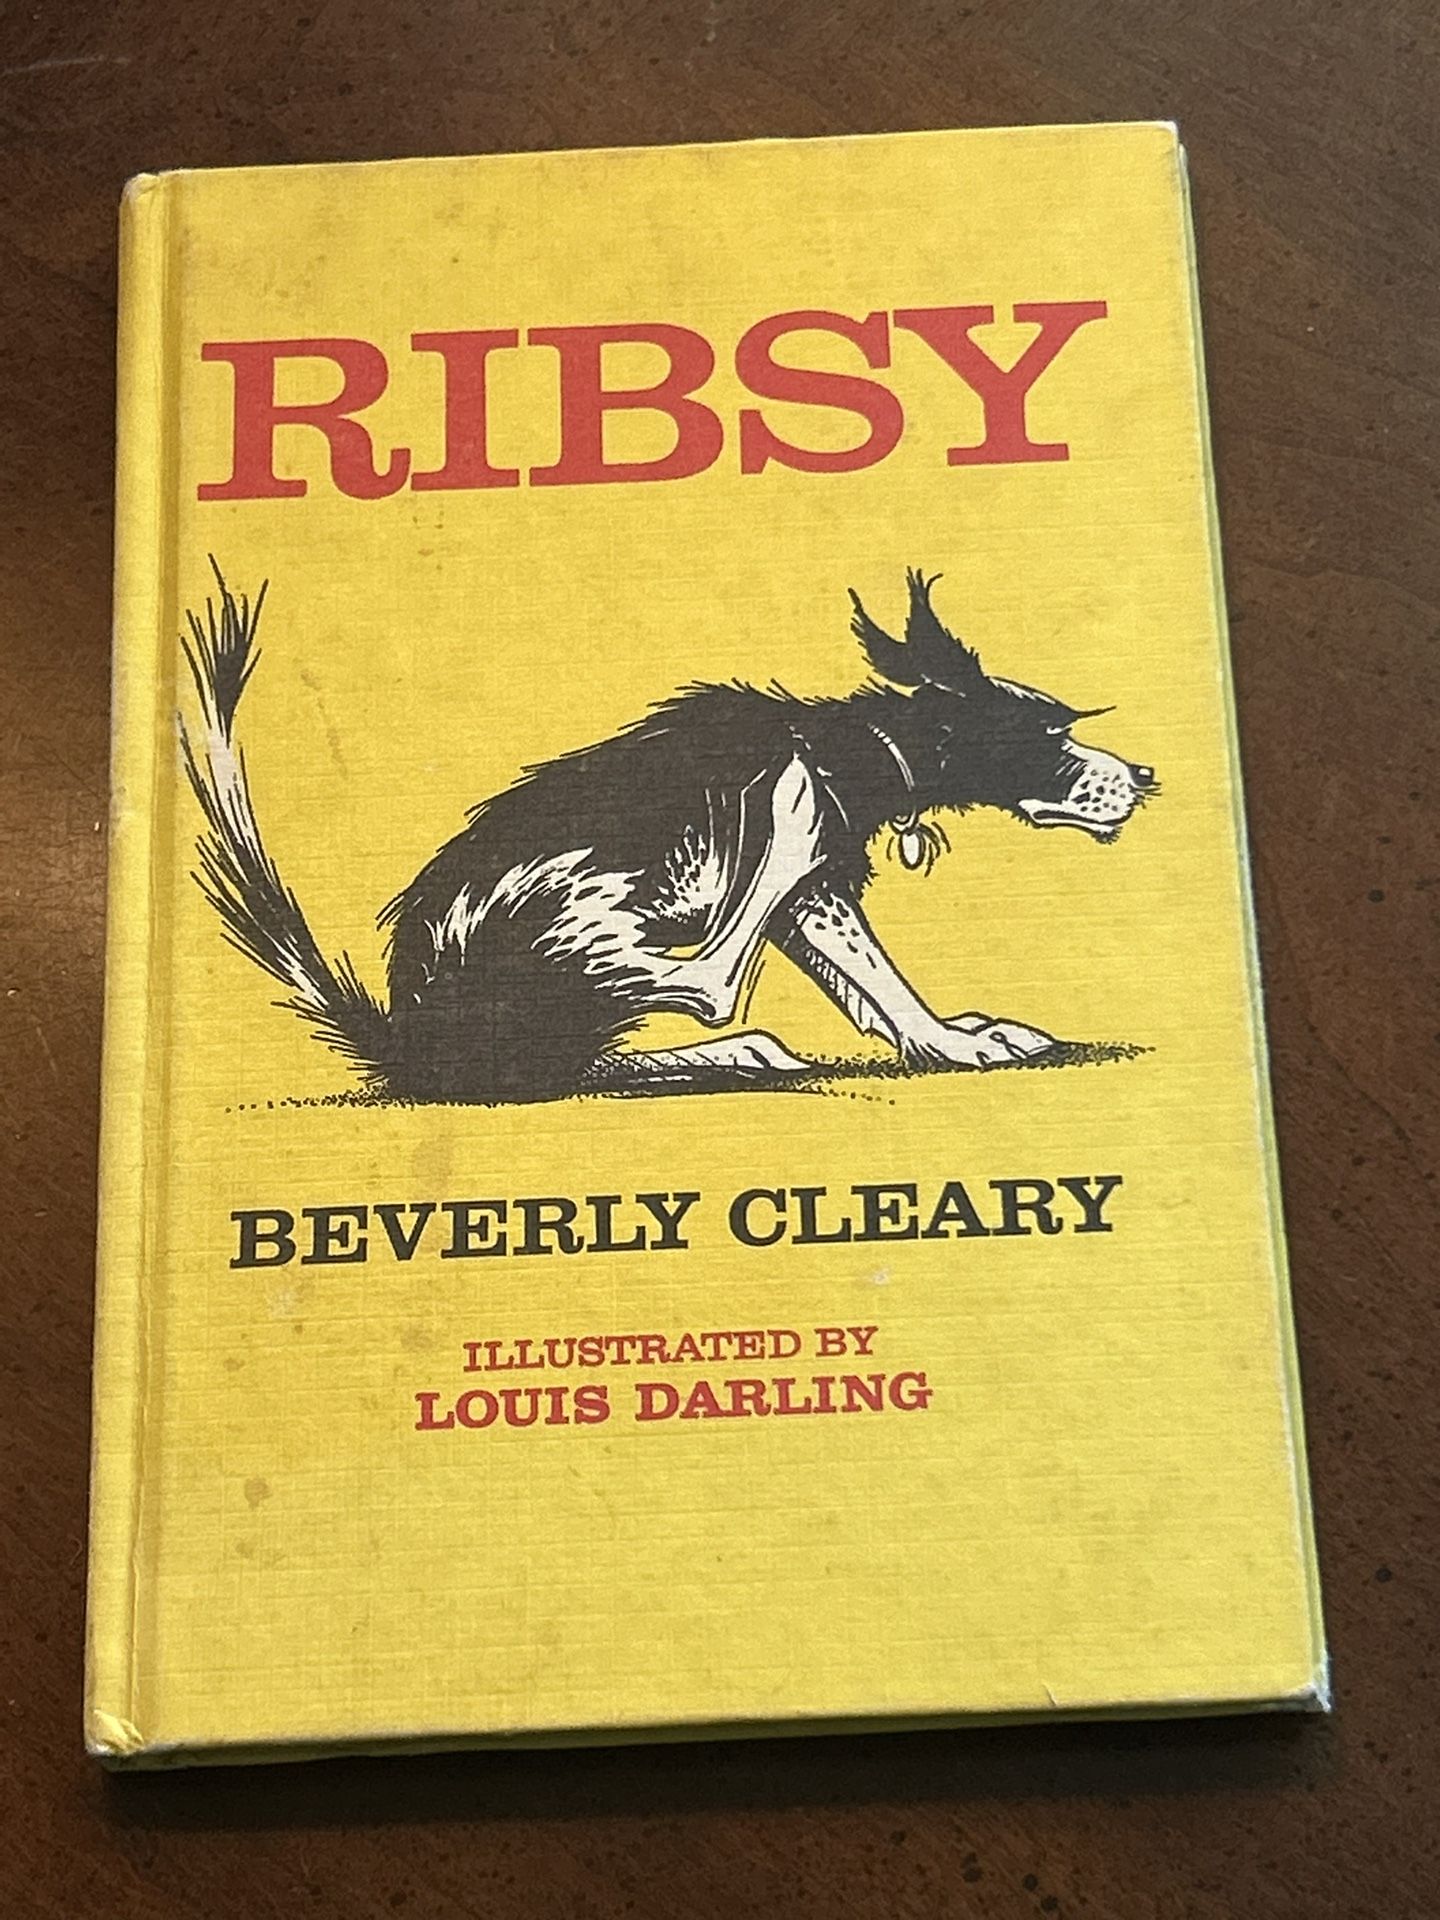 RIBSY
BEVERLY CLEARY
ILLUSTRATED BY
LOUIS DARLING